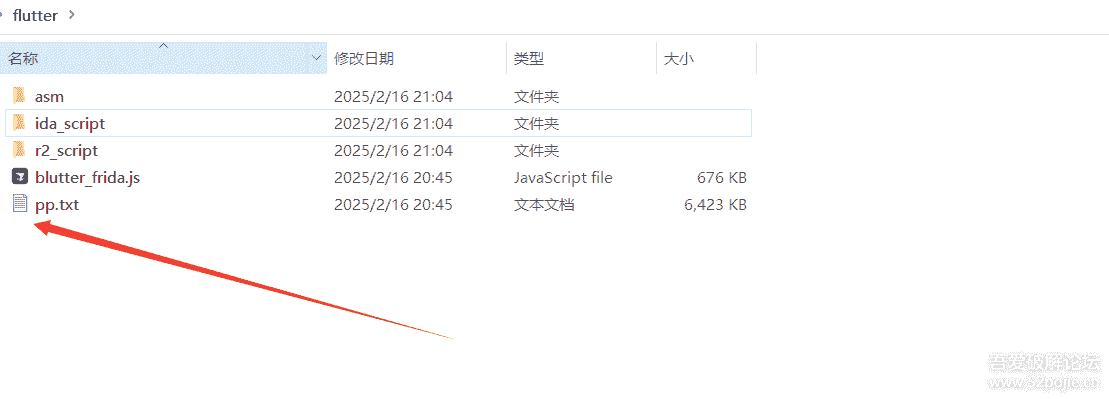 flutter
名称 修改日期 类型 大小
asm 2025/2/16 21:04 文件夹
ida_script 2025/2/16 21:04 文件夹
r2_script 2025/2/16 21:04 文件夹
blutter_frida.js 2025/2/16 20:45 JavaScript file 676 KB
pp.txt 2025/2/16 20:45 文本文档 6,423 KB
吾爱破解论坛
www.52pojie.cn